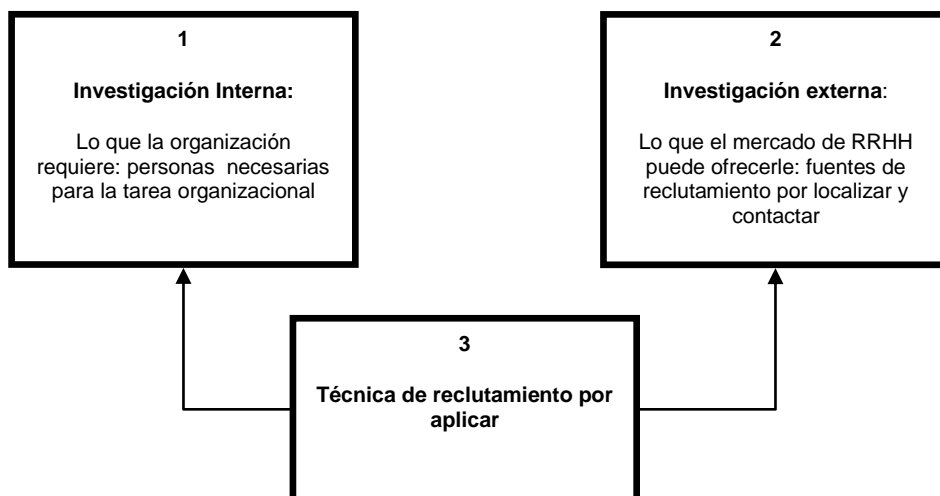 1
Investigación Interna:
Lo que la organización
requiere: personas necesarias
para la tarea organizacional
2
Investigación externa:
Lo que el mercado de RRHH
puede ofrecerle: fuentes de
reclutamiento por localizar y
contactar
3
Técnica de reclutamiento por
aplicar